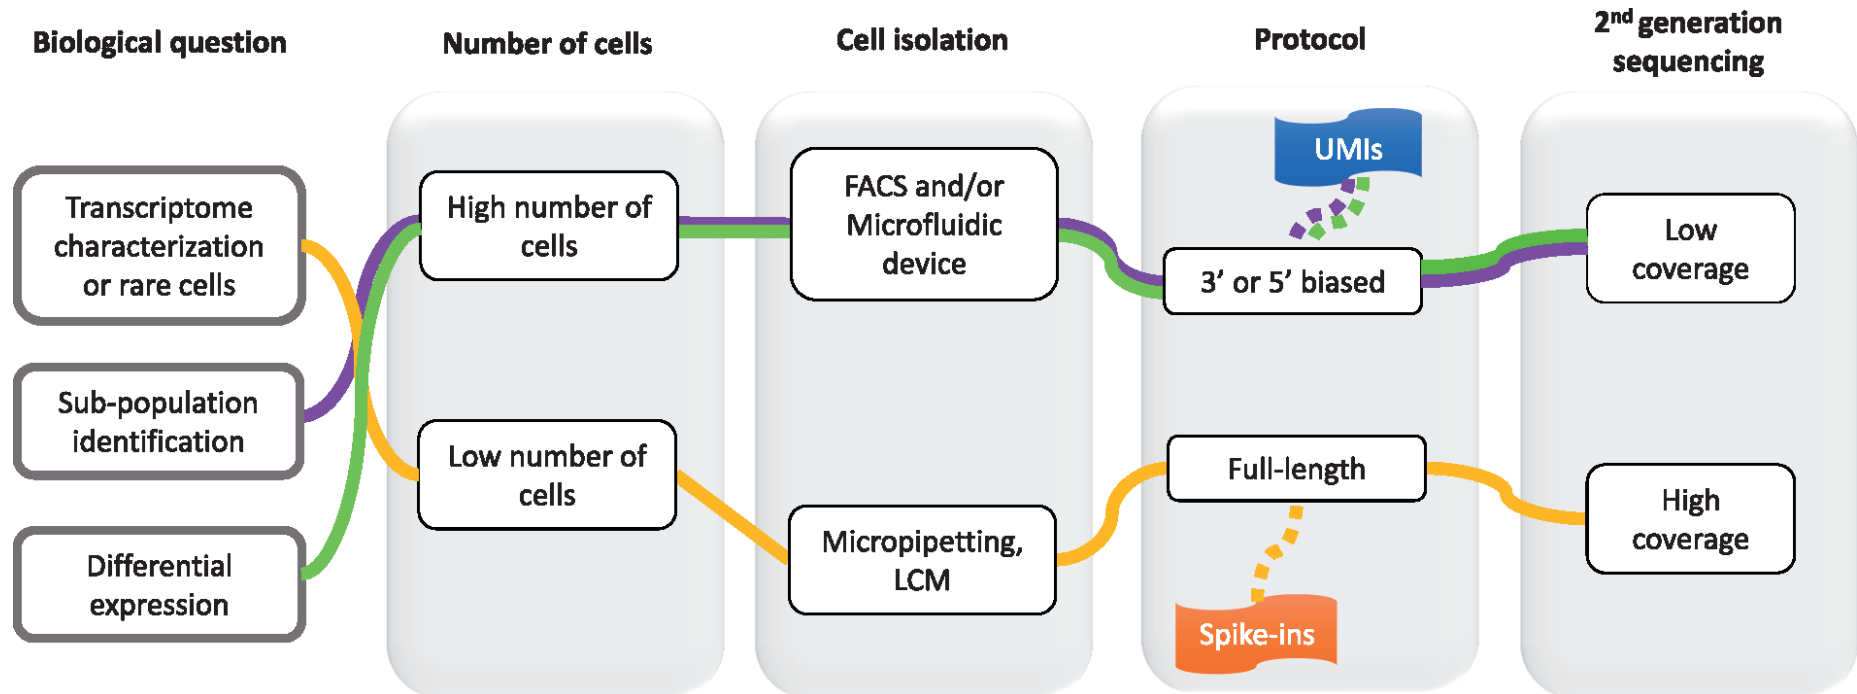 Biological question
Number of cells
Cell isolation
Protocol
2nd generation
sequencing
Transcriptome
characterization
or rare cells
Sub-population
identification
Differential
expression
High number of
cells
Low number of
cells
FACS and/or
Microfluidic
device
Micropipetting,
LCM
UMIs
3’ or 5’ biased
Full-length
Spike-ins
Low
coverage
High
coverage